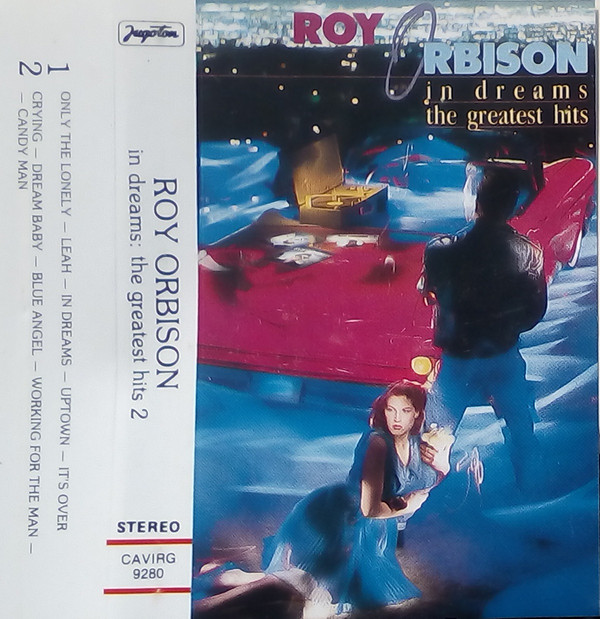 ROY
ORBISON
in dreams
the greatest hits
Jugoton
ROY ORBISON
in dreams: the greatest hits 2
STEREO
CAVIRG
9280
1 ONLY THE LONELY – LEAH – IN DREAMS – UPTOWN – IT'S OVER
2 CRYING – DREAM BABY – BLUE ANGEL – WORKING FOR THE MAN –
– CANDY MAN